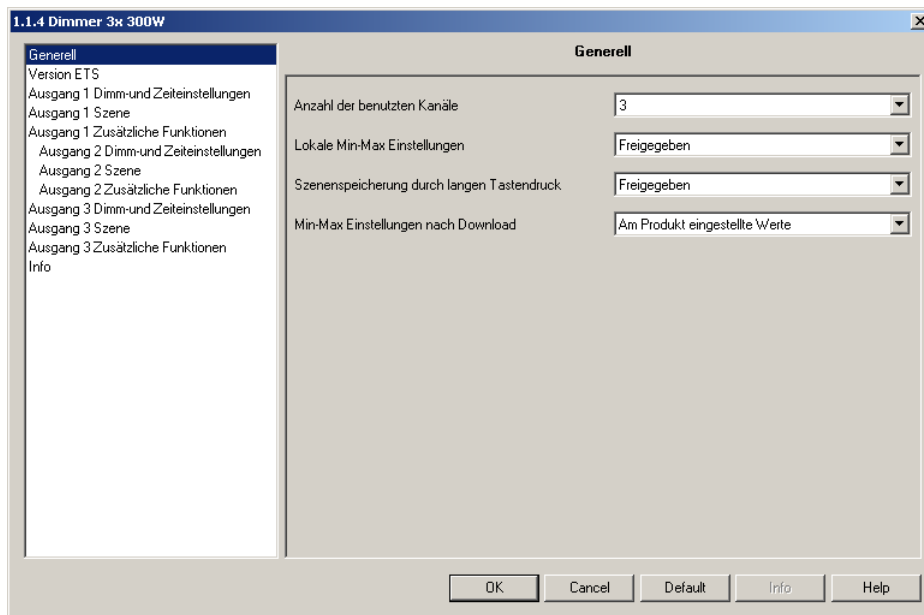 1.1.4 Dimmer 3x 300W
Generell
Version ETS
Ausgang 1 Dimm-und Zeiteinstellungen
Ausgang 1 Szene
Ausgang 1 Zusätzliche Funktionen
Ausgang 2 Dimm-und Zeiteinstellungen
Ausgang 2 Szene
Ausgang 2 Zusätzliche Funktionen
Ausgang 3 Dimm-und Zeiteinstellungen
Ausgang 3 Szene
Ausgang 3 Zusätzliche Funktionen
Info
Generell
Anzahl der benutzten Kanäle 3
Lokale Min-Max Einstellungen Freigegeben
Szenenspeicherung durch langen Tastendruck Freigegeben
Min-Max Einstellungen nach Download Am Produkt eingestellte Werte
OK Cancel Default Info Help